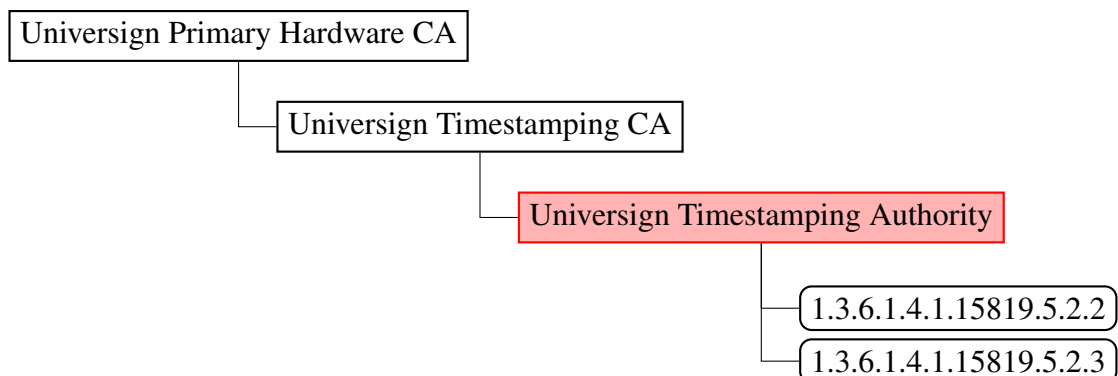 Universign Primary Hardware CA
Universign Timestamping CA
Universign Timestamping Authority
1.3.6.1.4.1.15819.5.2.2
1.3.6.1.4.1.15819.5.2.3